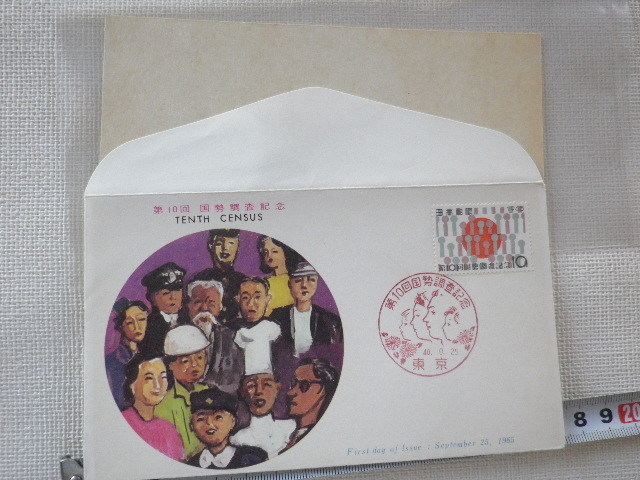 第10回 国勢調査記念
TENTH CENSUS
日本郵便
第10回国勢調査記念
10
第10回国勢調査記念
40.
東京
First day of Issue : September 25, 1965
8 9 20